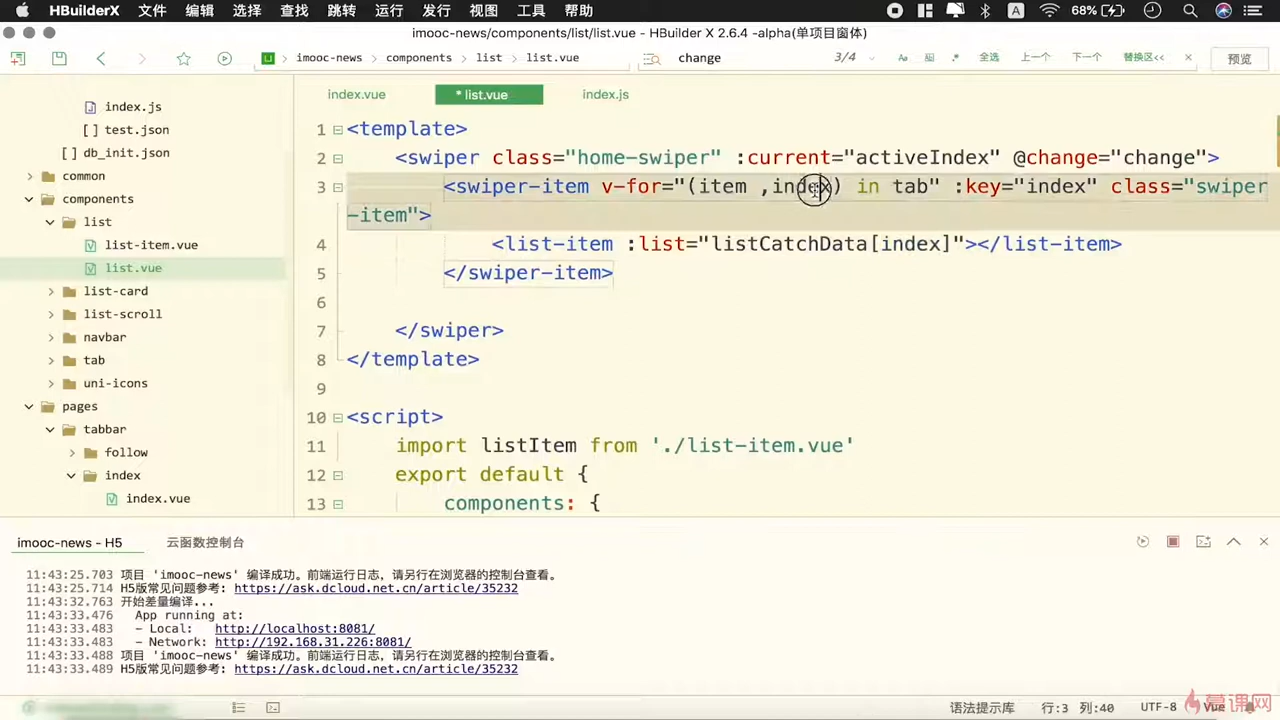 HBuilderX 文件 编辑 选择 查找 跳转 运行 发行 视图 工具 帮助 A 68%
imooc-news/components/list/list.vue - HBuilder X 2.6.4 -alpha(单项目窗体)
imooc-news components list list.vue change 3/4 Aa .* 全选 上一个 下一个 替换区<< 预览
index.vue * list.vue index.js
index.js
[ ] test.json
[ ] db_init.json
common
components
list
list-item.vue
list.vue
list-card
list-scroll
navbar
tab
uni-icons
pages
tabbar
follow
index
index.vue
1 <template>
2 <swiper class="home-swiper" :current="activeIndex" @change="change">
3 <swiper-item v-for="(item ,index) in tab" :key="index" class="swiper
-item">
4 <list-item :list="listCatchData[index]"></list-item>
5 </swiper-item>
6
7 </swiper>
8 </template>
9
10 <script>
11 import listItem from './list-item.vue'
12 export default {
13 components: {
imooc-news - H5 云函数控制台
11:43:25.703 项目 'imooc-news' 编译成功。前端运行日志，请另行在浏览器的控制台查看。
11:43:25.714 H5版常见问题参考: https://ask.dcloud.net.cn/article/35232
11:43:32.763 开始差量编译...
11:43:33.476 App running at:
11:43:33.483 - Local: http://localhost:8081/
11:43:33.483 - Network: http://192.168.31.226:8081/
11:43:33.488 项目 'imooc-news' 编译成功。前端运行日志，请另行在浏览器的控制台查看。
11:43:33.489 H5版常见问题参考: https://ask.dcloud.net.cn/article/35232
语法提示库 行:3 列:40 UTF-8 Vue
慕课网